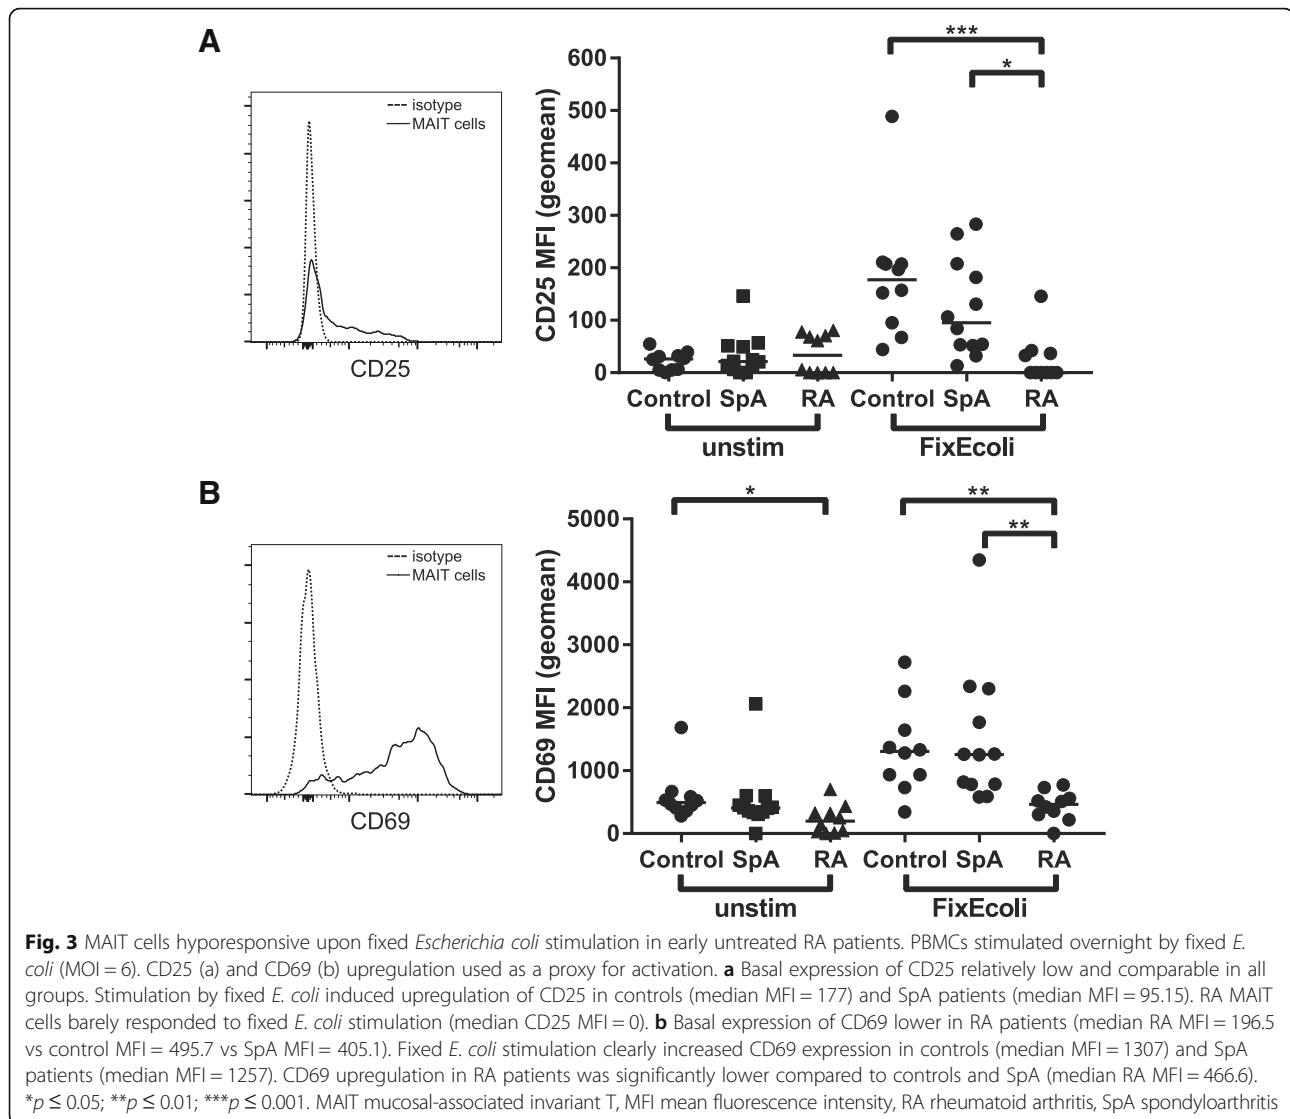 A
isotype
MAIT cells
CD25
CD25 MFI (geomean)
600
500
400
300
200
100
0
***
*
Control SpA RA Control SpA RA
unstim FixEcoli
B
isotype
MAIT cells
CD69
CD69 MFI (geomean)
5000
4000
3000
2000
1000
0
*
**
**
Control SpA RA Control SpA RA
unstim FixEcoli
Fig. 3 MAIT cells hyporesponsive upon fixed Escherichia coli stimulation in early untreated RA patients. PBMCs stimulated overnight by fixed E.
coli (MOI = 6). CD25 (a) and CD69 (b) upregulation used as a proxy for activation. a Basal expression of CD25 relatively low and comparable in all
groups. Stimulation by fixed E. coli induced upregulation of CD25 in controls (median MFI = 177) and SpA patients (median MFI = 95.15). RA MAIT
cells barely responded to fixed E. coli stimulation (median CD25 MFI = 0). b Basal expression of CD69 lower in RA patients (median RA MFI = 196.5
vs control MFI = 495.7 vs SpA MFI = 405.1). Fixed E. coli stimulation clearly increased CD69 expression in controls (median MFI = 1307) and SpA
patients (median MFI = 1257). CD69 upregulation in RA patients was significantly lower compared to controls and SpA (median RA MFI = 466.6).
*p ≤ 0.05; **p ≤ 0.01; ***p ≤ 0.001. MAIT mucosal-associated invariant T, MFI mean fluorescence intensity, RA rheumatoid arthritis, SpA spondyloarthritis